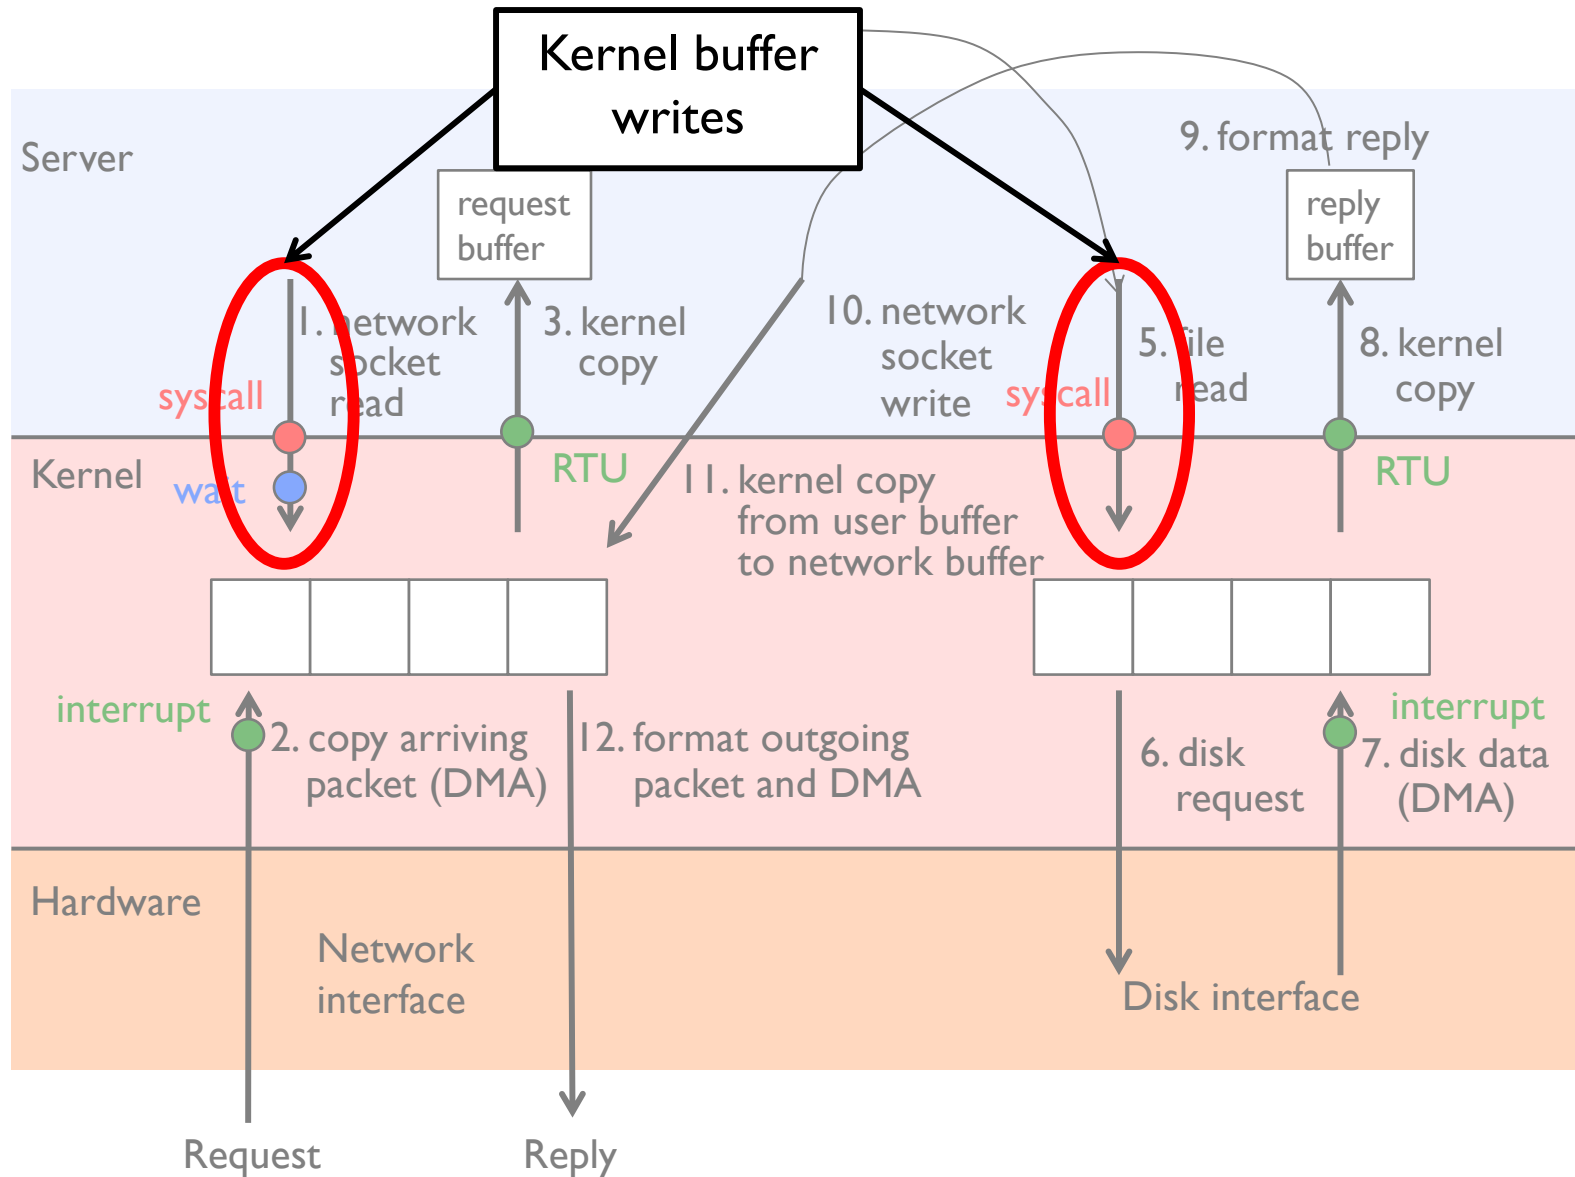 Kernel buffer
writes
Server
9. format reply
request
buffer
reply
buffer
1. network
socket
read
3. kernel
copy
10. network
socket
write
5. file
read
8. kernel
copy
syscall
syscall
Kernel
wait
RTU
11. kernel copy
from user buffer
to network buffer
RTU
interrupt
2. copy arriving
packet (DMA)
12. format outgoing
packet and DMA
6. disk
request
interrupt
7. disk data
(DMA)
Hardware
Network
interface
Disk interface
Request
Reply